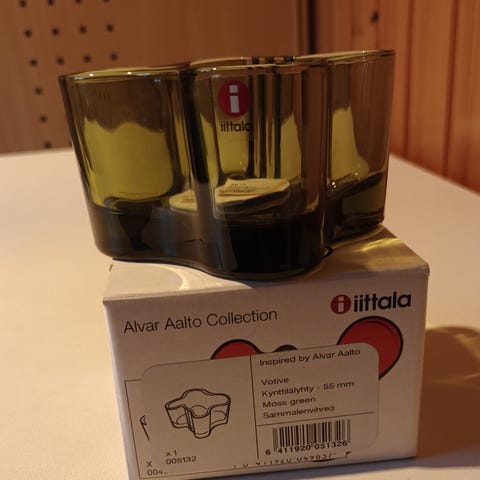 i
iittala
Alvar Aalto Collection
i iittala
Inspired by Alvar Aalto
Votive
Kynttilälyhty - 55 mm
Moss green
Sammalenvihreä
x 1
005132
X
004
6 411920 051326